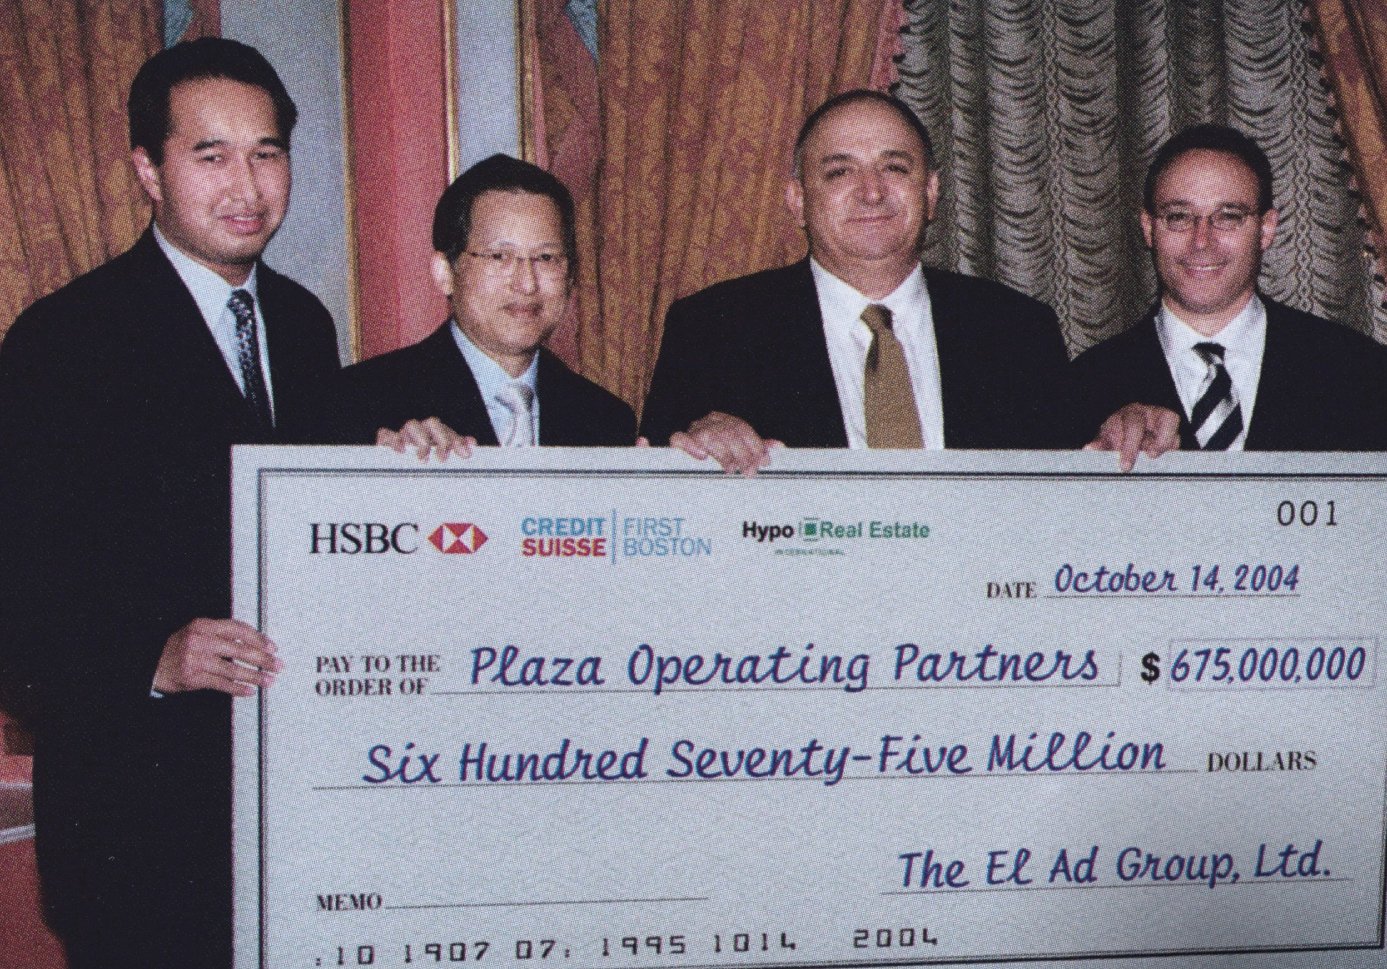 001
HSBC
CREDIT SUISSE | FIRST BOSTON
Hypo Real Estate
INTERNATIONAL
DATE October 14, 2004
PAY TO THE ORDER OF Plaza Operating Partners $ 675,000,000
Six Hundred Seventy-Five Million DOLLARS
The El Ad Group, Ltd.
MEMO
:10 1907 07: 1995 1014 2004